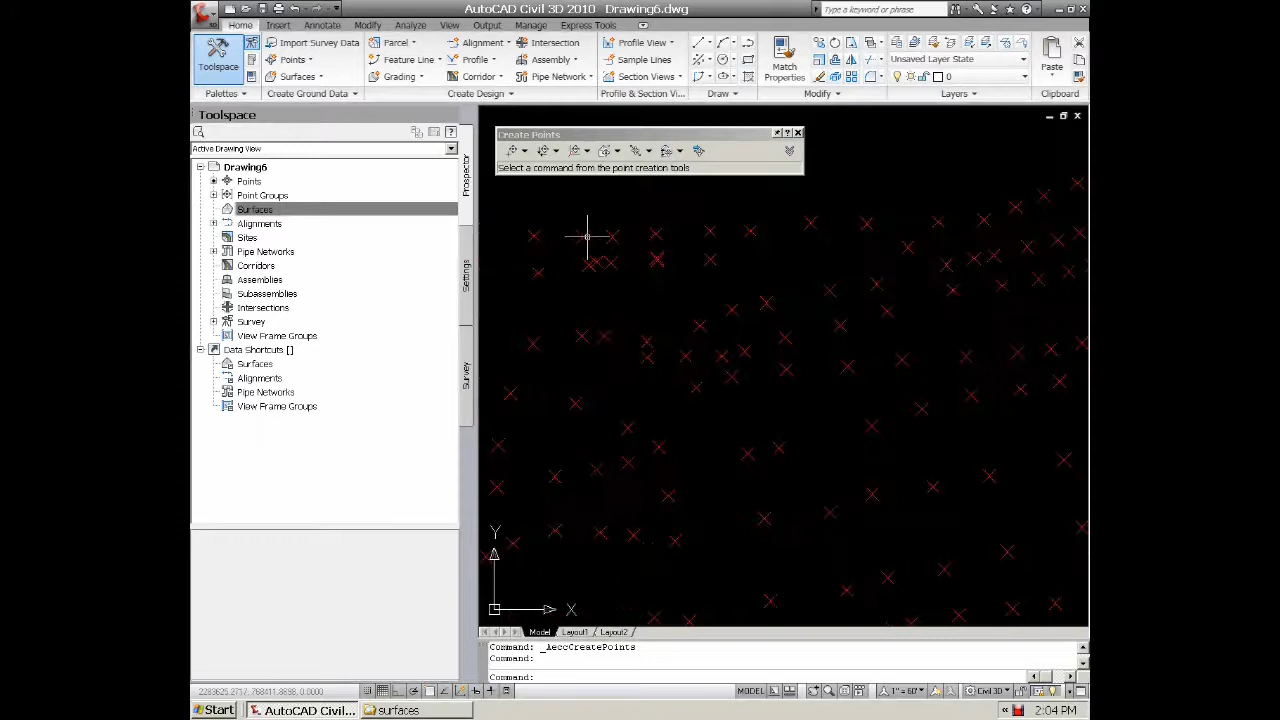 AutoCAD Civil 3D 2010 Drawing6.dwg
Type a keyword or phrase
Home Insert Annotate Modify Analyze View Output Manage Express Tools
Toolspace
Import Survey Data
Points
Surfaces
Parcel
Feature Line
Grading
Alignment
Profile
Corridor
Intersection
Assembly
Pipe Network
Profile View
Sample Lines
Section Views
Match
Properties
Unsaved Layer State
0
Paste
Palettes Create Ground Data Create Design Profile & Section Vi... Draw Modify Layers Clipboard
Toolspace
Active Drawing View
Drawing6
Points
Point Groups
Surfaces
Alignments
Sites
Pipe Networks
Corridors
Assemblies
Subassemblies
Intersections
Survey
View Frame Groups
Data Shortcuts []
Surfaces
Alignments
Pipe Networks
View Frame Groups
Prospector
Settings
Survey
Create Points
Select a command from the point creation tools
Y
X
Model Layout1 Layout2
Command: _AeccCreatePoints
Command:
Command:
MODEL
1" = 60'
Civil 3D
Start
AutoCAD Civil...
surfaces
2:04 PM